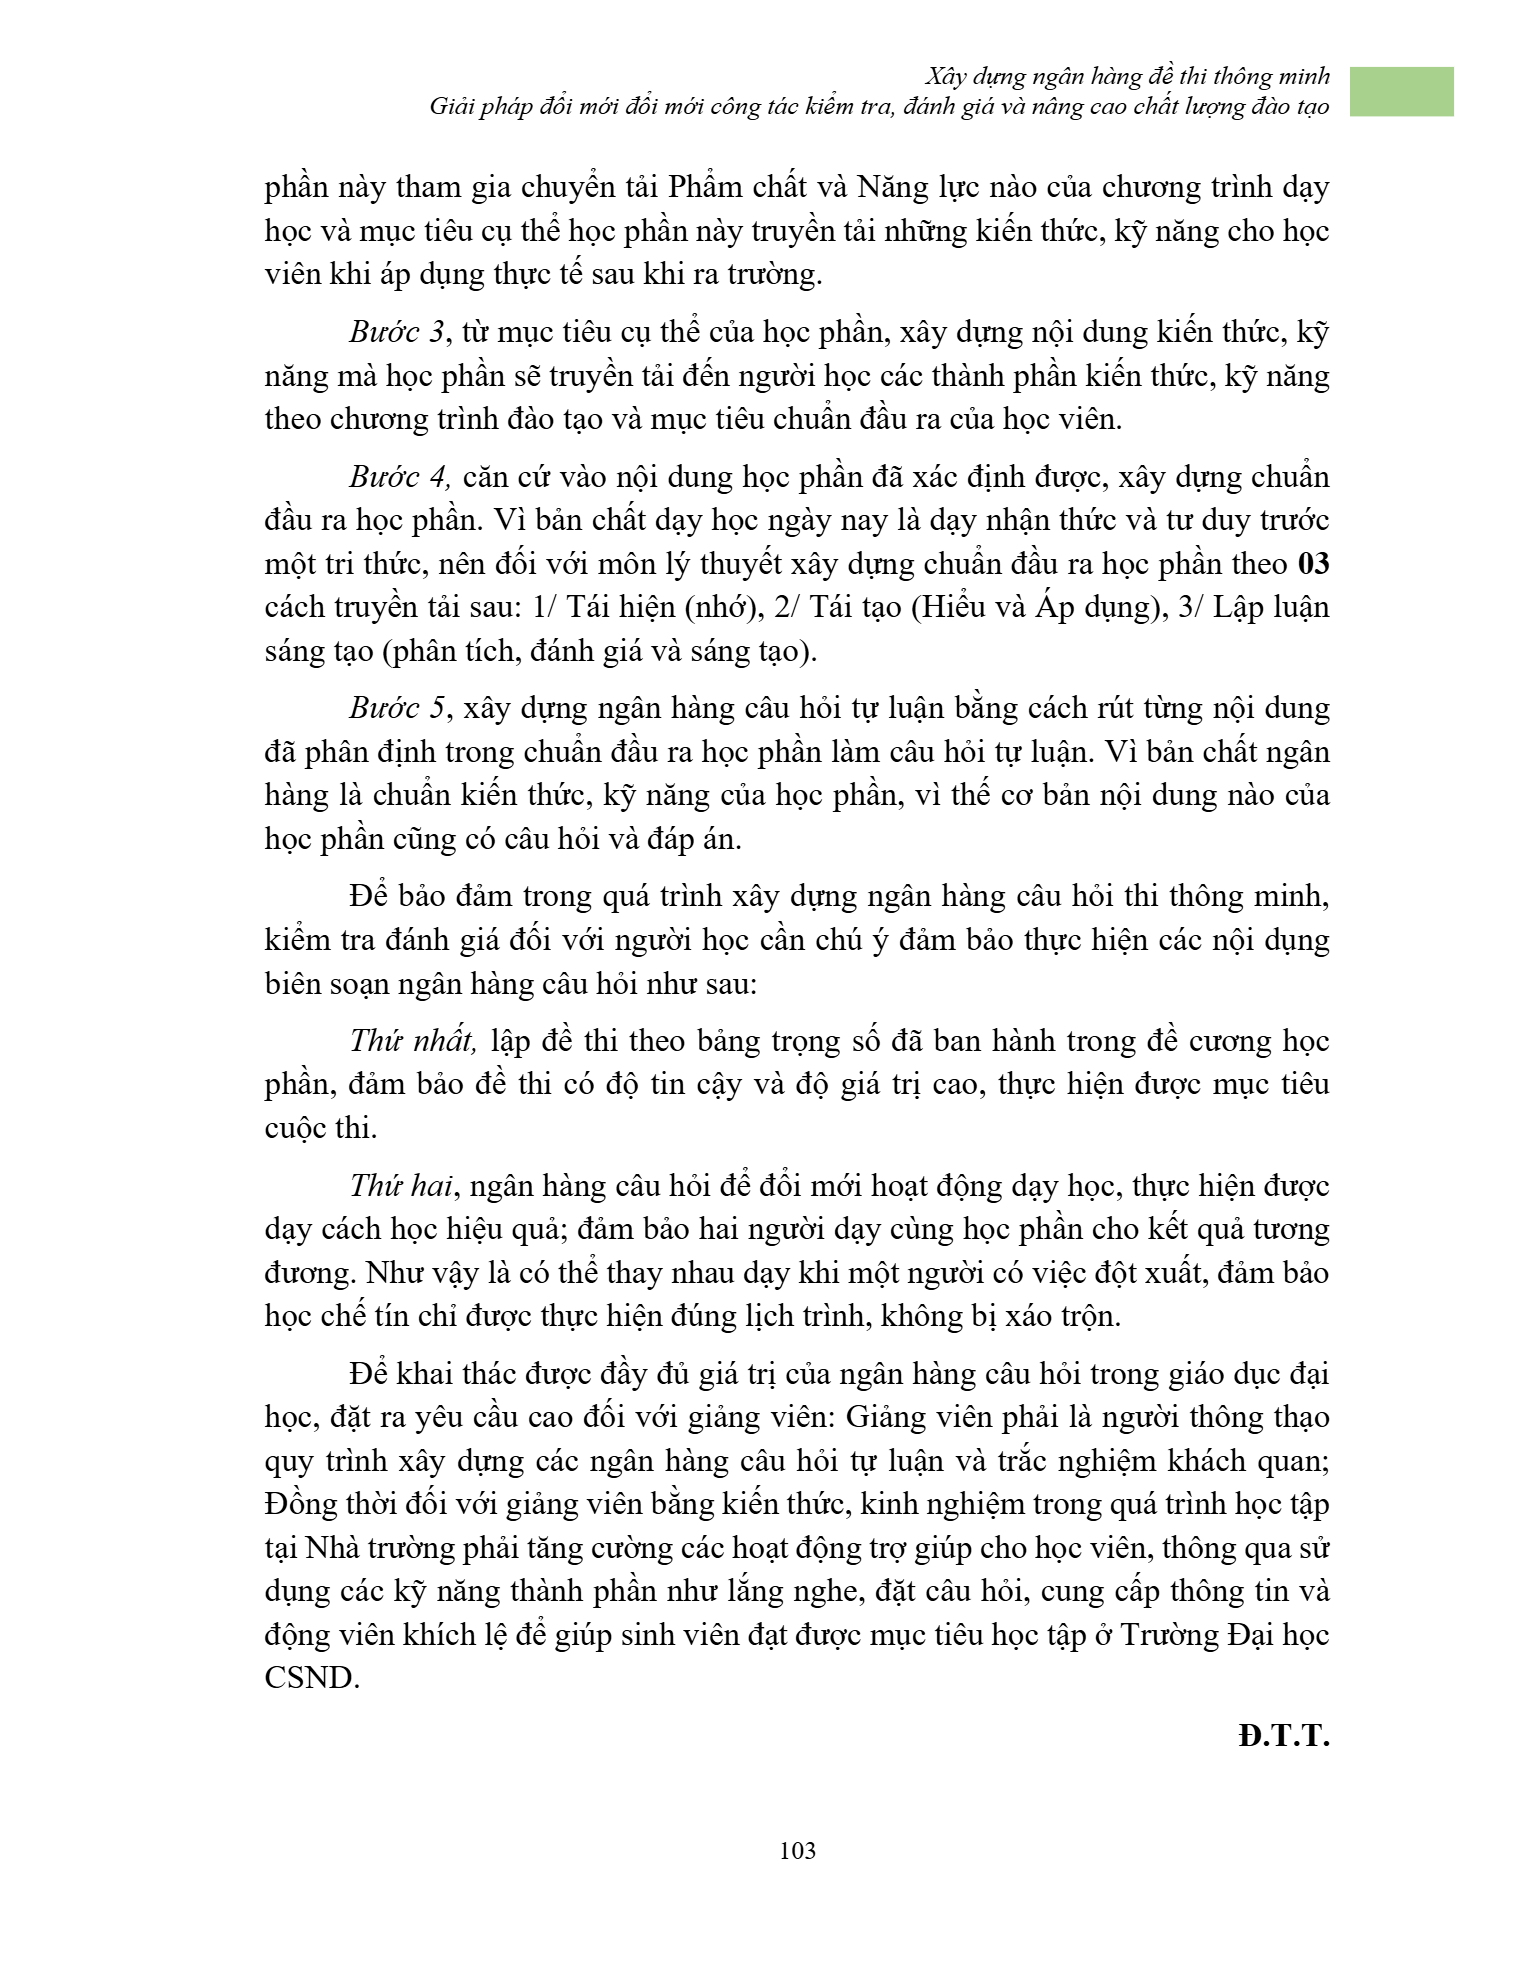 Xây dựng ngân hàng đề thi thông minh
Giải pháp đổi mới đổi mới công tác kiểm tra, đánh giá và nâng cao chất lượng đào tạo
phần này tham gia chuyển tải Phẩm chất và Năng lực nào của chương trình dạy
học và mục tiêu cụ thể học phần này truyền tải những kiến thức, kỹ năng cho học
viên khi áp dụng thực tế sau khi ra trường.
Bước 3, từ mục tiêu cụ thể của học phần, xây dựng nội dung kiến thức, kỹ
năng mà học phần sẽ truyền tải đến người học các thành phần kiến thức, kỹ năng
theo chương trình đào tạo và mục tiêu chuẩn đầu ra của học viên.
Bước 4, căn cứ vào nội dung học phần đã xác định được, xây dựng chuẩn
đầu ra học phần. Vì bản chất dạy học ngày nay là dạy nhận thức và tư duy trước
một tri thức, nên đối với môn lý thuyết xây dựng chuẩn đầu ra học phần theo 03
cách truyền tải sau: 1/ Tái hiện (nhớ), 2/ Tái tạo (Hiểu và Áp dụng), 3/ Lập luận
sáng tạo (phân tích, đánh giá và sáng tạo).
Bước 5, xây dựng ngân hàng câu hỏi tự luận bằng cách rút từng nội dung
đã phân định trong chuẩn đầu ra học phần làm câu hỏi tự luận. Vì bản chất ngân
hàng là chuẩn kiến thức, kỹ năng của học phần, vì thế cơ bản nội dung nào của
học phần cũng có câu hỏi và đáp án.
Để bảo đảm trong quá trình xây dựng ngân hàng câu hỏi thi thông minh,
kiểm tra đánh giá đối với người học cần chú ý đảm bảo thực hiện các nội dụng
biên soạn ngân hàng câu hỏi như sau:
Thứ nhất, lập đề thi theo bảng trọng số đã ban hành trong đề cương học
phần, đảm bảo đề thi có độ tin cậy và độ giá trị cao, thực hiện được mục tiêu
cuộc thi.
Thứ hai, ngân hàng câu hỏi để đổi mới hoạt động dạy học, thực hiện được
dạy cách học hiệu quả; đảm bảo hai người dạy cùng học phần cho kết quả tương
đương. Như vậy là có thể thay nhau dạy khi một người có việc đột xuất, đảm bảo
học chế tín chỉ được thực hiện đúng lịch trình, không bị xáo trộn.
Để khai thác được đầy đủ giá trị của ngân hàng câu hỏi trong giáo dục đại
học, đặt ra yêu cầu cao đối với giảng viên: Giảng viên phải là người thông thạo
quy trình xây dựng các ngân hàng câu hỏi tự luận và trắc nghiệm khách quan;
Đồng thời đối với giảng viên bằng kiến thức, kinh nghiệm trong quá trình học tập
tại Nhà trường phải tăng cường các hoạt động trợ giúp cho học viên, thông qua sử
dụng các kỹ năng thành phần như lắng nghe, đặt câu hỏi, cung cấp thông tin và
động viên khích lệ để giúp sinh viên đạt được mục tiêu học tập ở Trường Đại học
CSND.
Đ.T.T.
103